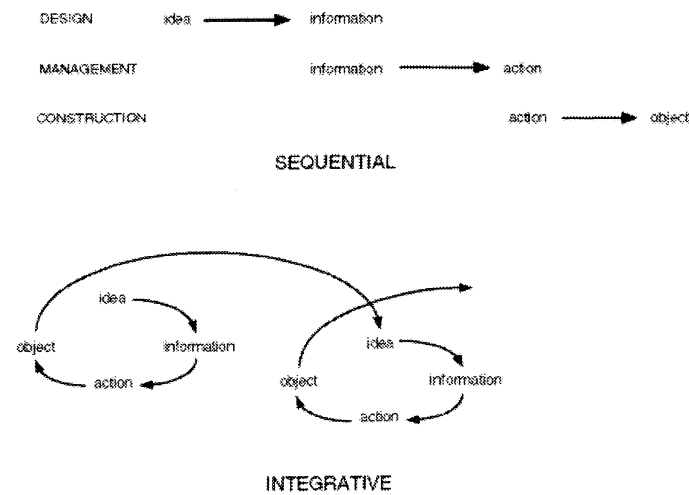 DESIGN idea information
MANAGEMENT information action
CONSTRUCTION action object
SEQUENTIAL
idea
object information
action
idea
object information
action
INTEGRATIVE